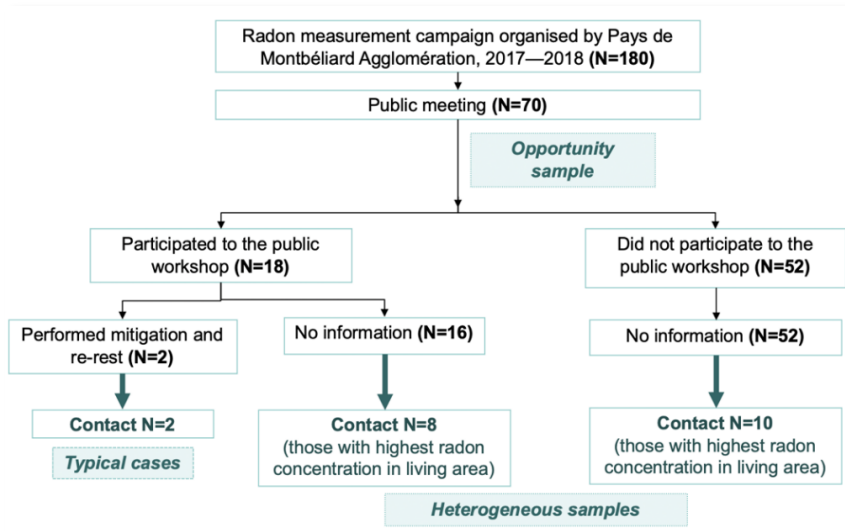 Radon measurement campaign organised by Pays de
Montbéliard Agglomération, 2017—2018 (N=180)
Public meeting (N=70)
Opportunity
sample
Participated to the public
workshop (N=18)
Did not participate to the
public workshop (N=52)
Performed mitigation and
re-rest (N=2)
No information (N=16)
No information (N=52)
Contact N=2
Contact N=8
(those with highest radon
concentration in living area)
Contact N=10
(those with highest radon
concentration in living area)
Typical cases
Heterogeneous samples